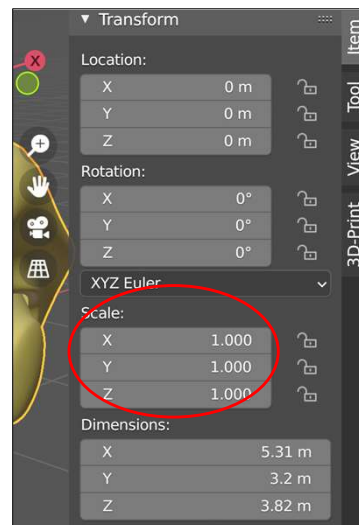 ▼ Transform
Location:
X 0 m
Y 0 m
Z 0 m
Rotation:
X 0°
Y 0°
Z 0°
XYZ Euler
Scale:
X 1.000
Y 1.000
Z 1.000
Dimensions:
X 5.31 m
Y 3.2 m
Z 3.82 m
Item
Tool
View
3D-Print
X